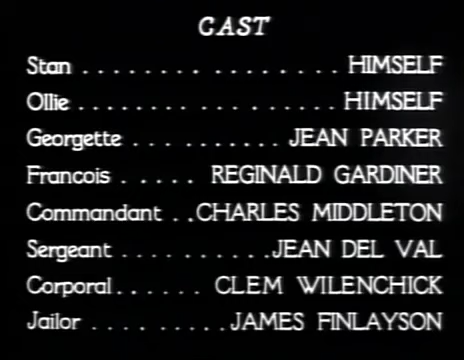 CAST
Stan . . . . . . . . . . . . . . . . . . HIMSELF
Ollie . . . . . . . . . . . . . . . . . . HIMSELF
Georgette . . . . . . . . . . . JEAN PARKER
Francois . . . . . REGINALD GARDINER
Commandant . . CHARLES MIDDLETON
Sergeant . . . . . . . . . . . JEAN DEL VAL
Corporal . . . . . . CLEM WILENCHICK
Jailor . . . . . . . . . . JAMES FINLAYSON